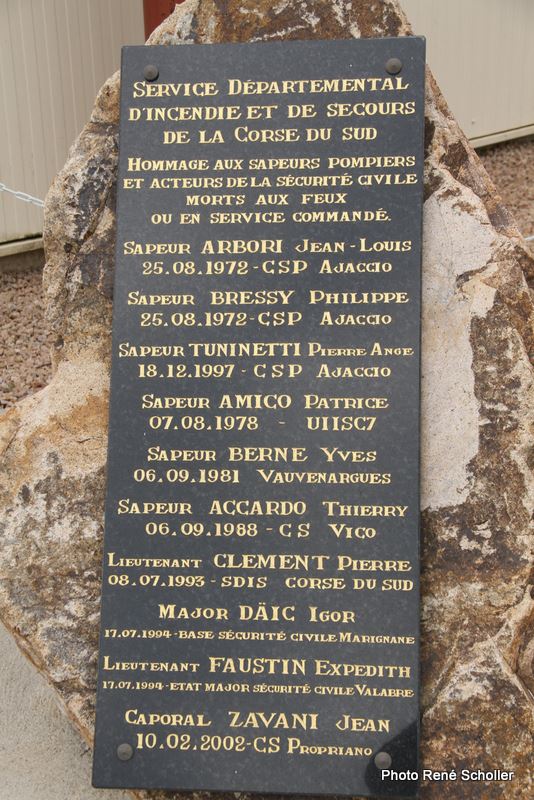 Service Départemental
d'incendie et de secours
de la Corse du Sud
Hommage aux sapeurs pompiers
et acteurs de la sécurité civile
morts aux feux
ou en service commandé.
Sapeur ARBORI Jean-Louis
25.08.1972-CSP Ajaccio
Sapeur BRESSY Philippe
25.08.1972-CSP Ajaccio
Sapeur TUNINETTI Pierre Ange
18.12.1997 - CSP Ajaccio
Sapeur AMICO Patrice
07.08.1978 - UIISC7
Sapeur BERNE Yves
06.09.1981 Vauvenargues
Sapeur ACCARDO Thierry
06.09.1988 - CS Vico
Lieutenant CLEMENT Pierre
08.07.1993 - SDIS CORSE DU SUD
Major DÄIC Igor
17.07.1994-Base sécurité civile Marignane
Lieutenant FAUSTIN Expedith
17.07.1994-Etat major sécurité civile Valabre
Caporal ZAVANI Jean
10.02.2002-CS Propriano
Photo René Scholler